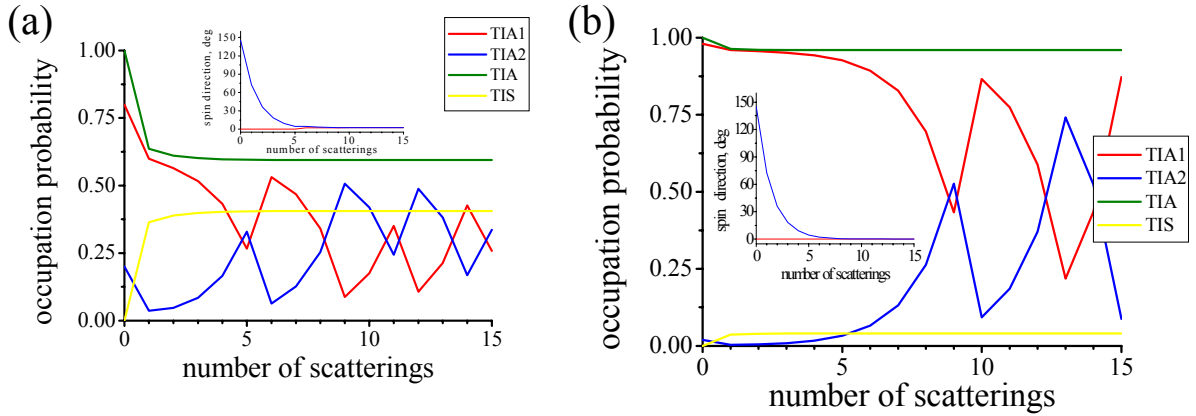 (a)
occupation probability
1.00
0.75
0.50
0.25
0.00
0
5
10
15
number of scatterings
spin direction, deg
150
120
90
60
30
0
0
5
10
15
number of scatterings
TIA1
TIA2
TIA
TIS
(b)
occupation probability
1.00
0.75
0.50
0.25
0.00
0
5
10
15
number of scatterings
spin direction, deg
150
120
90
60
30
0
0
5
10
15
number of scatterings
TIA1
TIA2
TIA
TIS